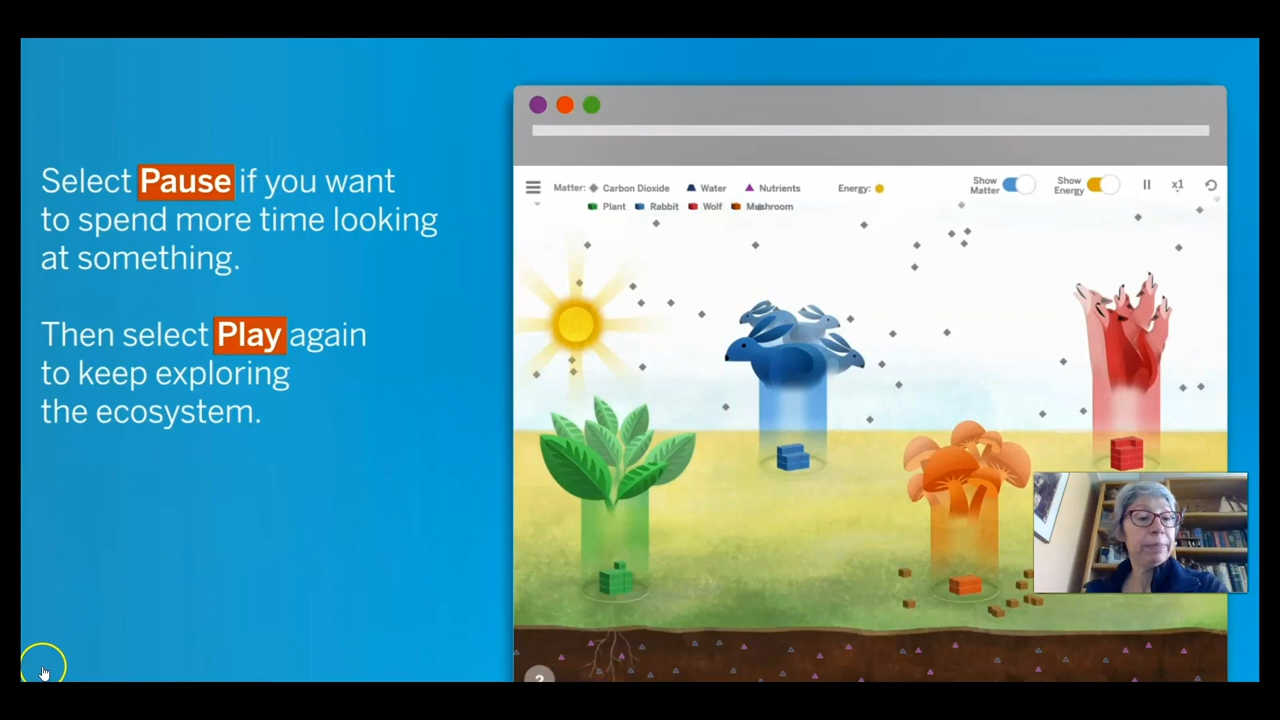 Select Pause if you want
to spend more time looking
at something.
Then select Play again
to keep exploring
the ecosystem.
Matter: Carbon Dioxide Water Nutrients Energy: Show Matter Show Energy x1
Plant Rabbit Wolf Mushroom
?